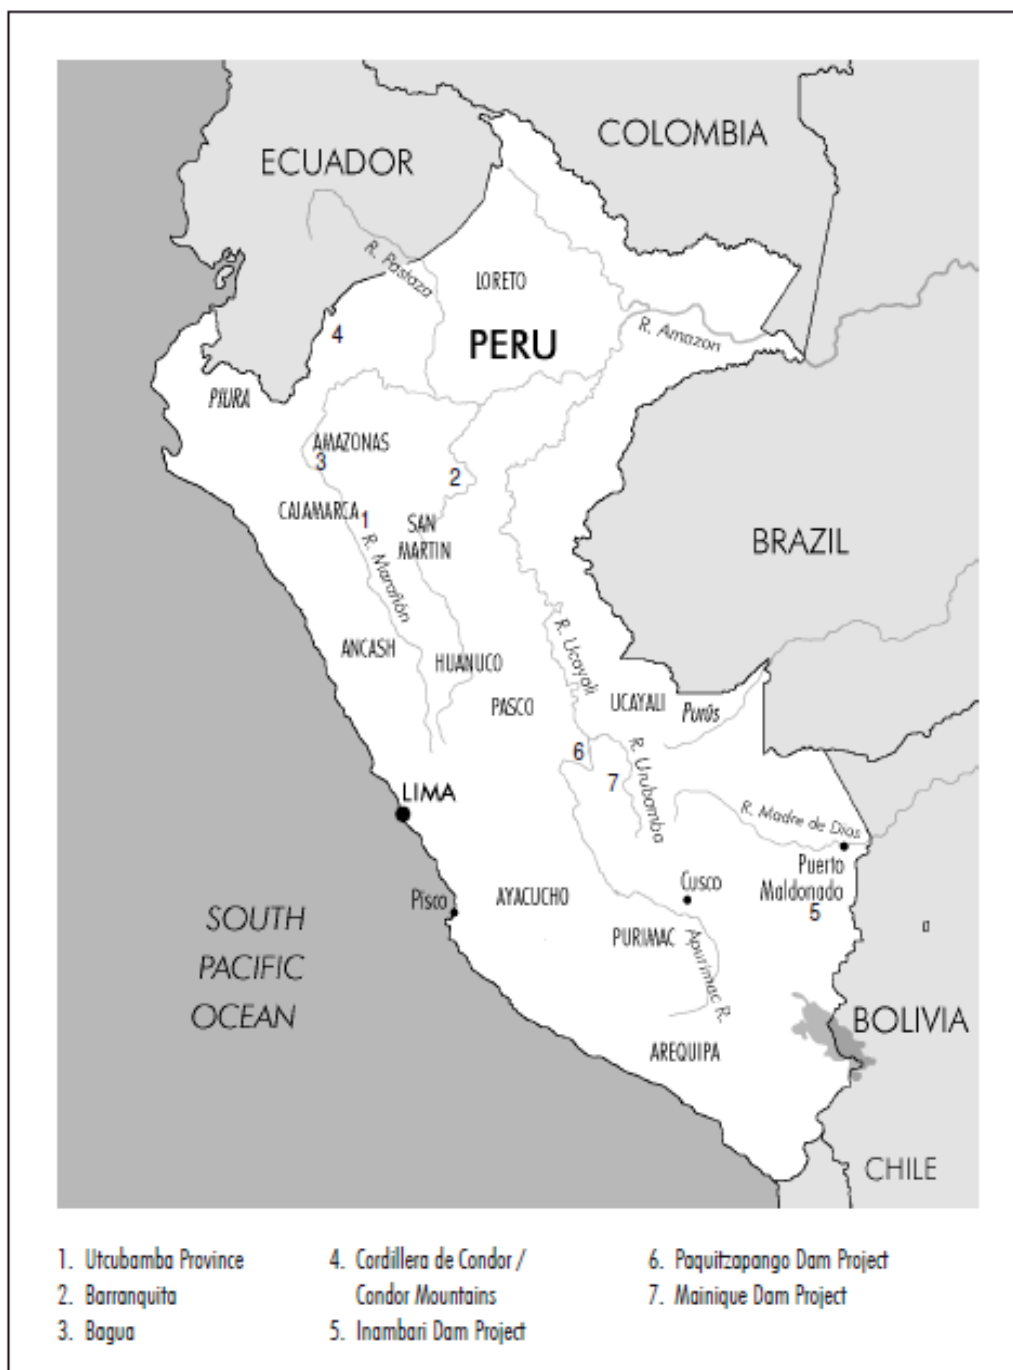 COLOMBIA
ECUADOR
R. Pastaza
LORETO
R. Amazon
4
PERU
PIURA
AMAZONAS
3
2
CAJAMARCA
1
SAN
MARTIN
BRAZIL
R. Marañón
ANCASH
HUANUCO
R. Ucayali
PASCO
UCAYALI
Purús
6
7
R. Urubamba
LIMA
R. Madre de Dios
Puerto
Maldonado
5
Cusco
Pisco
AYACUCHO
PURIMAC
Apurimac R.
SOUTH
PACIFIC
OCEAN
BOLIVIA
AREQUIPA
CHILE
1. Utcubamba Province
2. Barranquita
3. Bagua
4. Cordillera de Condor /
Condor Mountains
5. Inambari Dam Project
6. Paquitzapango Dam Project
7. Mainique Dam Project